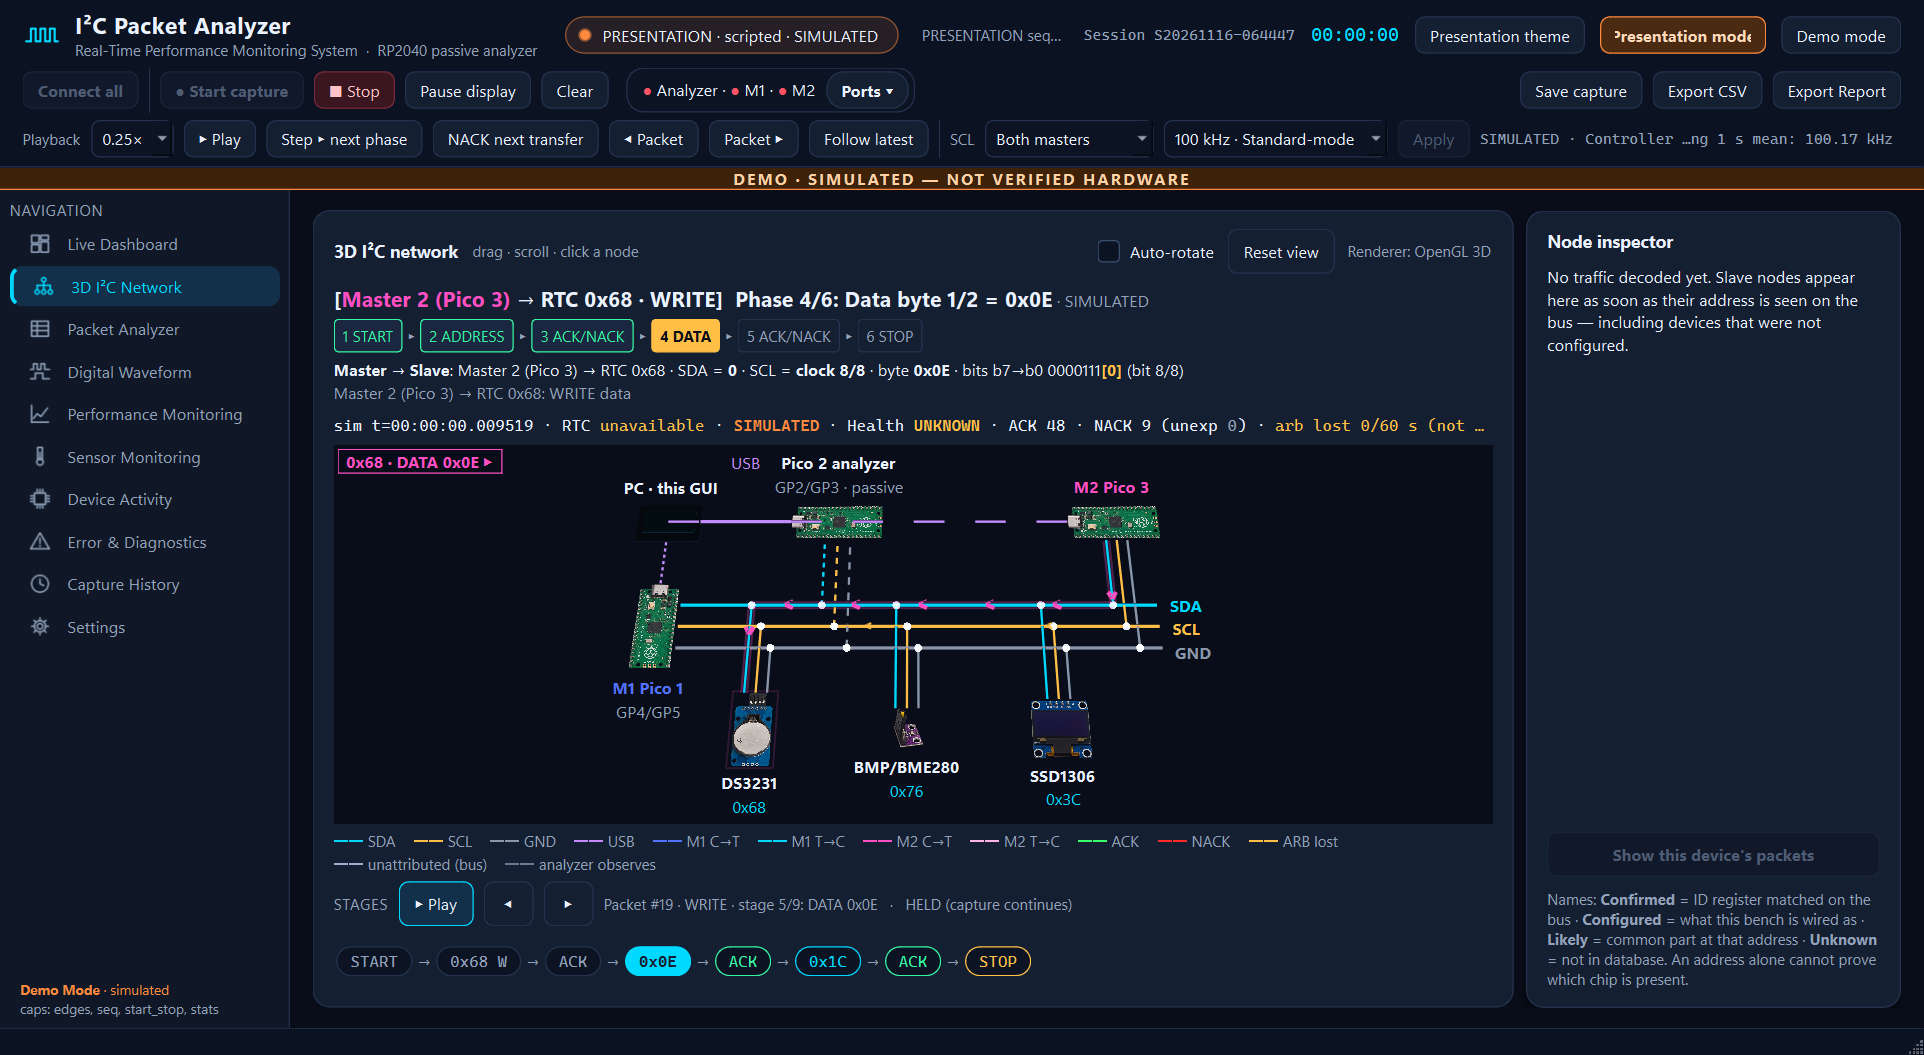 I²C Packet Analyzer
Real-Time Performance Monitoring System · RP2040 passive analyzer
PRESENTATION · scripted · SIMULATED
PRESENTATION seq...
Session S20261116-064447
00:00:00
Presentation theme
Presentation mode
Demo mode
Connect all
● Start capture
■ Stop
Pause display
Clear
● Analyzer · ● M1 · ● M2
Ports ▾
Save capture
Export CSV
Export Report
Playback
0.25×
▸ Play
Step ▸ next phase
NACK next transfer
◂ Packet
Packet ▸
Follow latest
SCL
Both masters
100 kHz · Standard-mode
Apply
SIMULATED · Controller …ng 1 s mean: 100.17 kHz
DEMO · SIMULATED — NOT VERIFIED HARDWARE
NAVIGATION
Live Dashboard
3D I²C Network
Packet Analyzer
Digital Waveform
Performance Monitoring
Sensor Monitoring
Device Activity
Error & Diagnostics
Capture History
Settings
Demo Mode · simulated
caps: edges, seq, start_stop, stats
3D I²C network
drag · scroll · click a node
Auto-rotate
Reset view
Renderer: OpenGL 3D
[Master 2 (Pico 3) → RTC 0x68 · WRITE] Phase 4/6: Data byte 1/2 = 0x0E · SIMULATED
1 START ▸ 2 ADDRESS ▸ 3 ACK/NACK ▸ 4 DATA ▸ 5 ACK/NACK ▸ 6 STOP
Master → Slave: Master 2 (Pico 3) → RTC 0x68 · SDA = 0 · SCL = clock 8/8 · byte 0x0E · bits b7→b0 0000111[0] (bit 8/8)
Master 2 (Pico 3) → RTC 0x68: WRITE data
sim t=00:00:00.009519 · RTC unavailable · SIMULATED · Health UNKNOWN · ACK 48 · NACK 9 (unexp 0) · arb lost 0/60 s (not …
0x68 · DATA 0x0E ▸
USB
Pico 2 analyzer
PC · this GUI
GP2/GP3 · passive
M2 Pico 3
SDA
SCL
GND
M1 Pico 1
GP4/GP5
DS3231
0x68
BMP/BME280
0x76
SSD1306
0x3C
SDA SCL GND USB M1 C→T M1 T→C M2 C→T M2 T→C ACK NACK ARB lost
unattributed (bus) analyzer observes
STAGES
▸ Play
◂
▸
Packet #19 · WRITE · stage 5/9: DATA 0x0E · HELD (capture continues)
START → 0x68 W → ACK → 0x0E → ACK → 0x1C → ACK → STOP
Node inspector
No traffic decoded yet. Slave nodes appear
here as soon as their address is seen on the
bus — including devices that were not
configured.
Show this device's packets
Names: Confirmed = ID register matched on the
bus · Configured = what this bench is wired as ·
Likely = common part at that address · Unknown
= not in database. An address alone cannot prove
which chip is present.